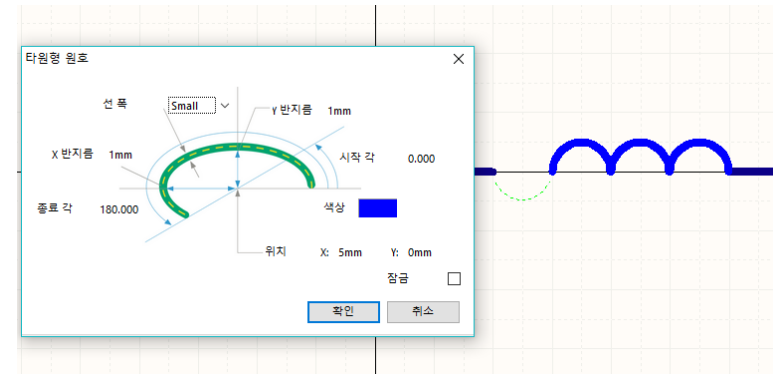 타원형 원호
선 폭 Small Y 반지름 1mm
X 반지름 1mm 시작 각 0.000
종료 각 180.000 색상
위치 X: 5mm Y: 0mm
잠금
확인 취소